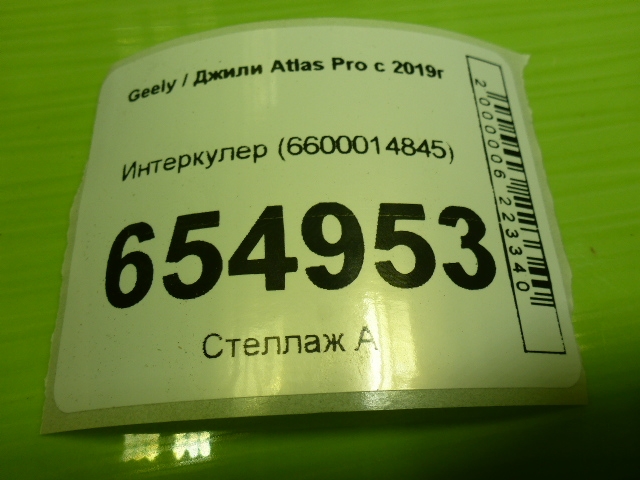 Geely / Джили Atlas Pro с 2019г
Интеркулер (6600014845)
654953
Стеллаж А
2000006223340